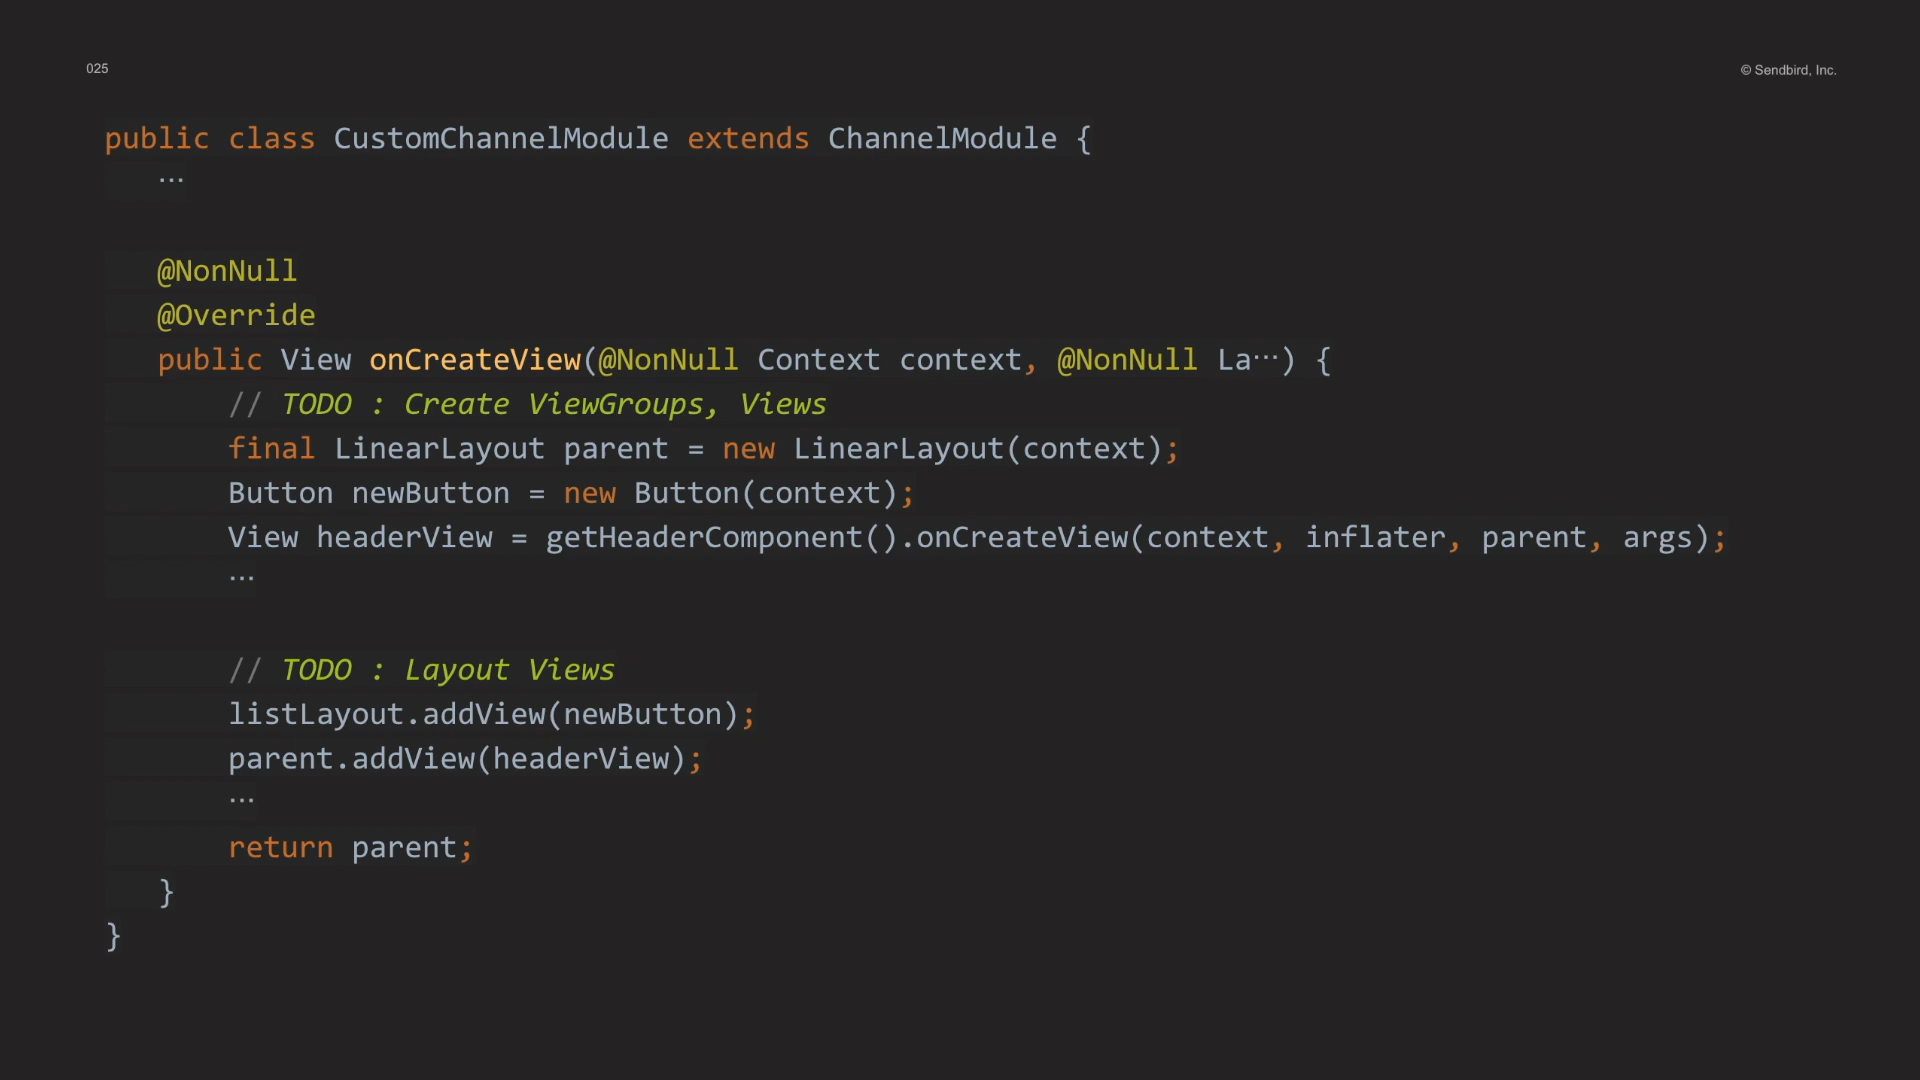 025
© Sendbird, Inc.
public class CustomChannelModule extends ChannelModule {
…
@NonNull
@Override
public View onCreateView(@NonNull Context context, @NonNull La…) {
// TODO : Create ViewGroups, Views
final LinearLayout parent = new LinearLayout(context);
Button newButton = new Button(context);
View headerView = getHeaderComponent().onCreateView(context, inflater, parent, args);
…
// TODO : Layout Views
listLayout.addView(newButton);
parent.addView(headerView);
…
return parent;
}
}